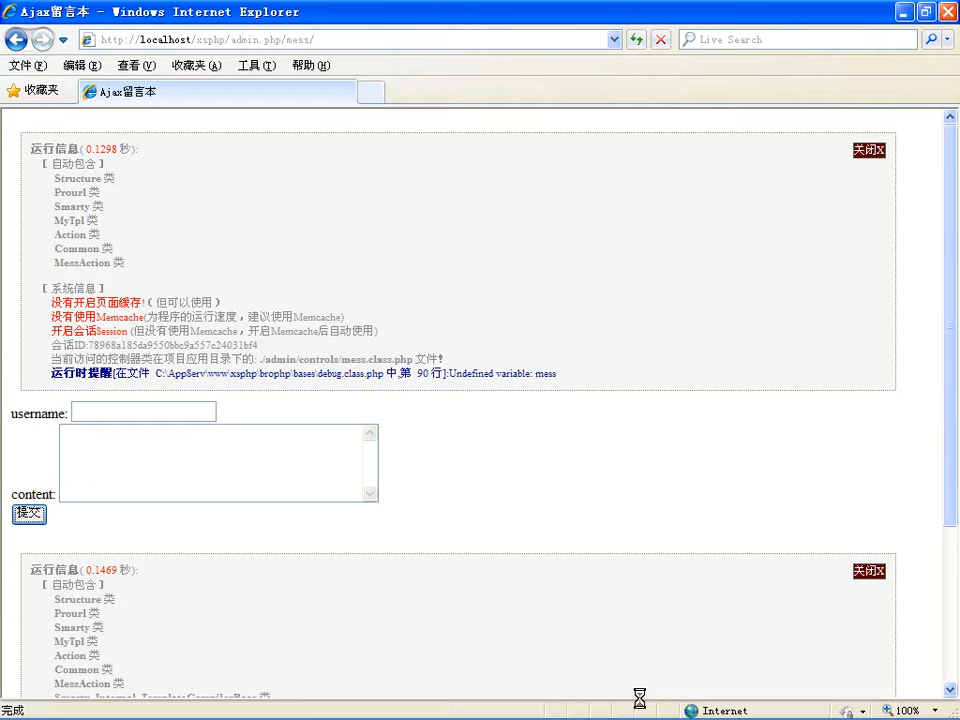 Ajax留言本 - Windows Internet Explorer
http://localhost/xsphp/admin.php/mess/
Live Search
文件(F) 编辑(E) 查看(V) 收藏夹(A) 工具(T) 帮助(H)
收藏夹
Ajax留言本
运行信息( 0.1298 秒):
关闭X
[ 自动包含 ]
Structure 类
Prourl 类
Smarty 类
MyTpl 类
Action 类
Common 类
MessAction 类
[ 系统信息 ]
没有开启页面缓存!( 但可以使用 )
没有使用Memcache(为程序的运行速度，建议使用Memcache)
开启会话Session (但没有使用Memcache，开启Memcache后自动使用)
会话ID:78968a185da9550bbc9a557c24031bf4
当前访问的控制器类在项目应用目录下的: ./admin/controls/mess.class.php 文件！
运行时提醒[在文件 C:\AppServ\www\xsphp\brophp\bases\debug.class.php 中,第 90 行]:Undefined variable: mess
username:
content:
提交
运行信息( 0.1469 秒):
关闭X
[ 自动包含 ]
Structure 类
Prourl 类
Smarty 类
MyTpl 类
Action 类
Common 类
MessAction 类
Smarty_Internal_TemplateCompilerBase 类
完成
Internet
100%